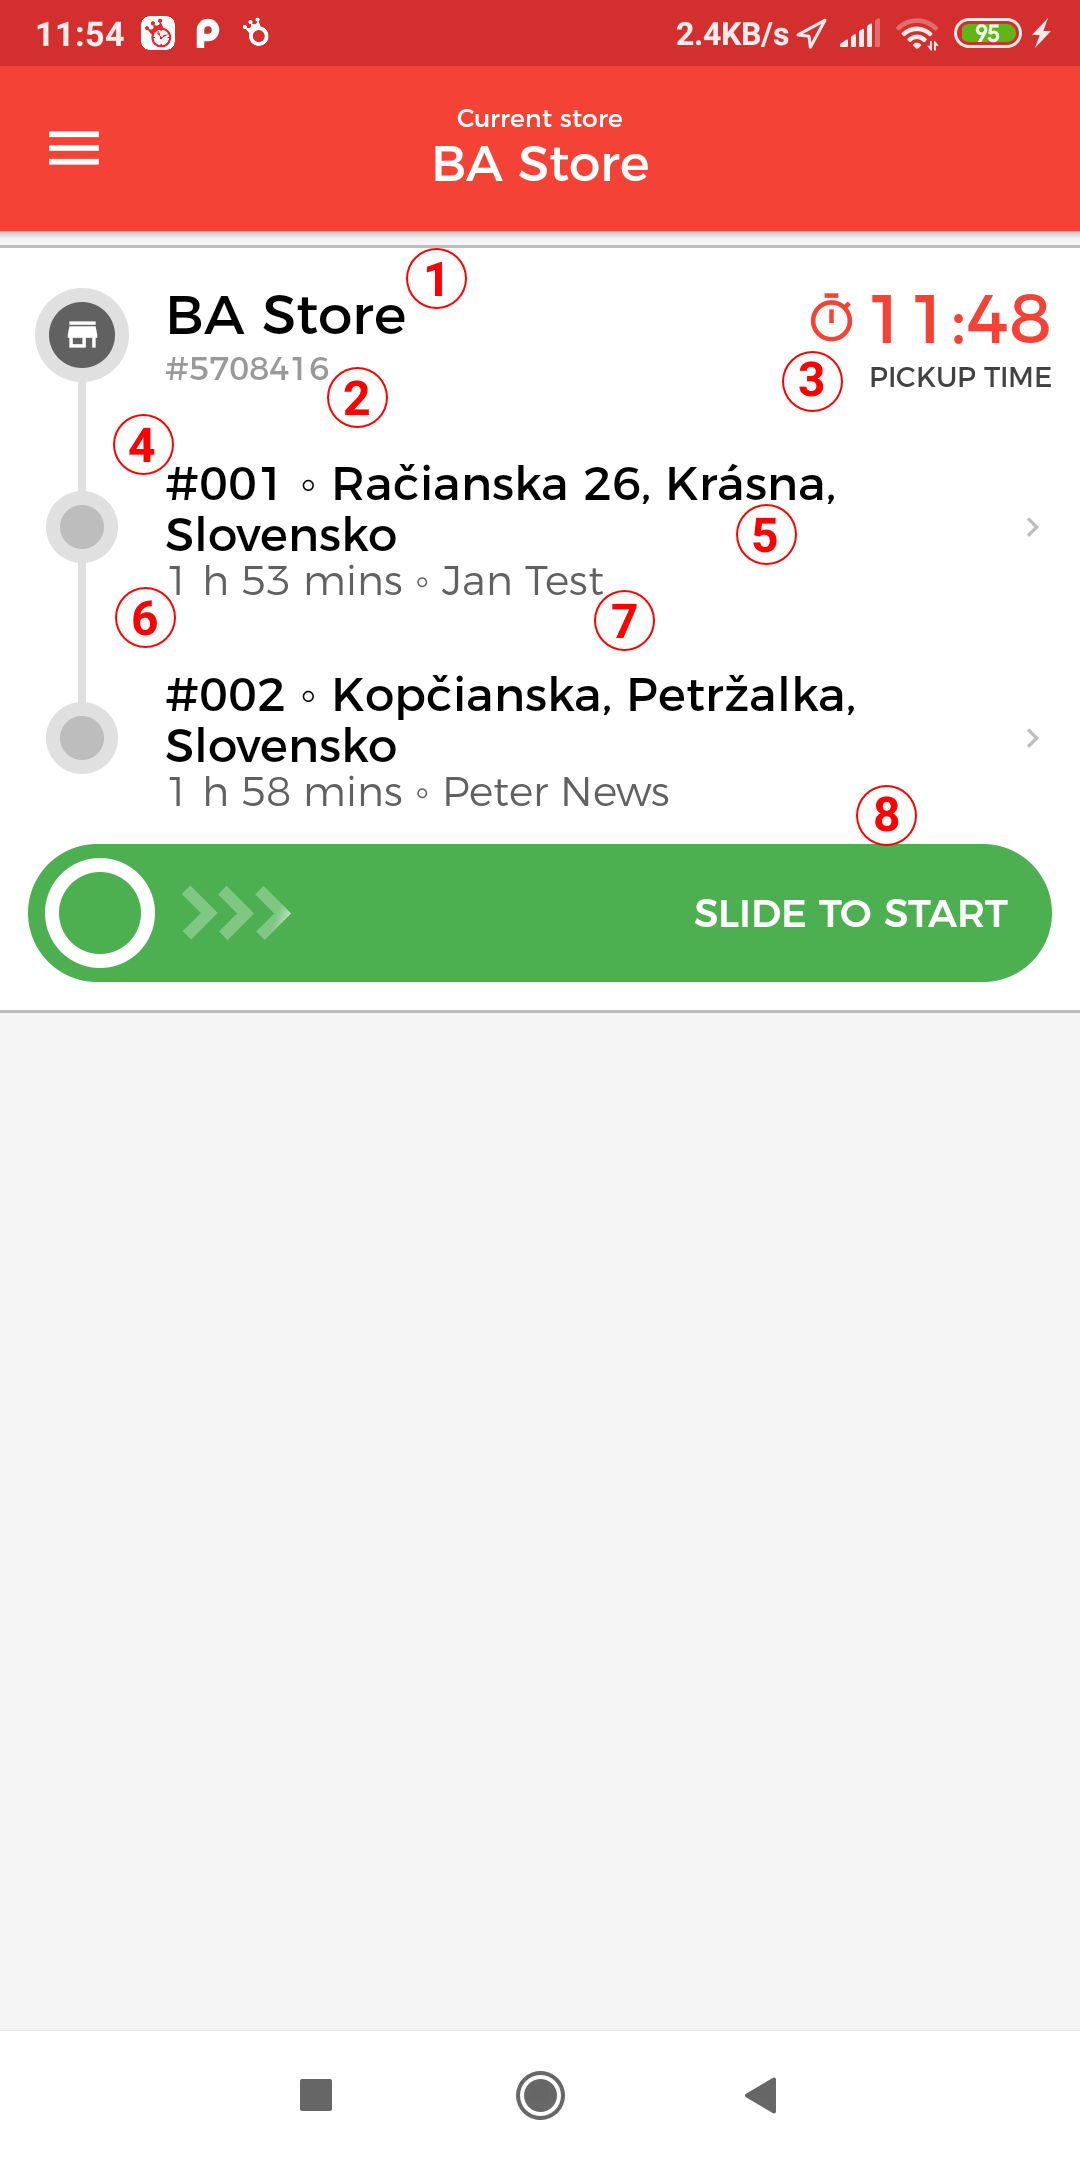 11:54 2.4KB/s 95
Current store
BA Store
1
BA Store 11:48
#5708416 3 PICKUP TIME
2
4
#001 ◦ Račianska 26, Krásna,
Slovensko 5
1 h 53 mins ◦ Jan Test
6 7
#002 ◦ Kopčianska, Petržalka,
Slovensko
1 h 58 mins ◦ Peter News
8
SLIDE TO START